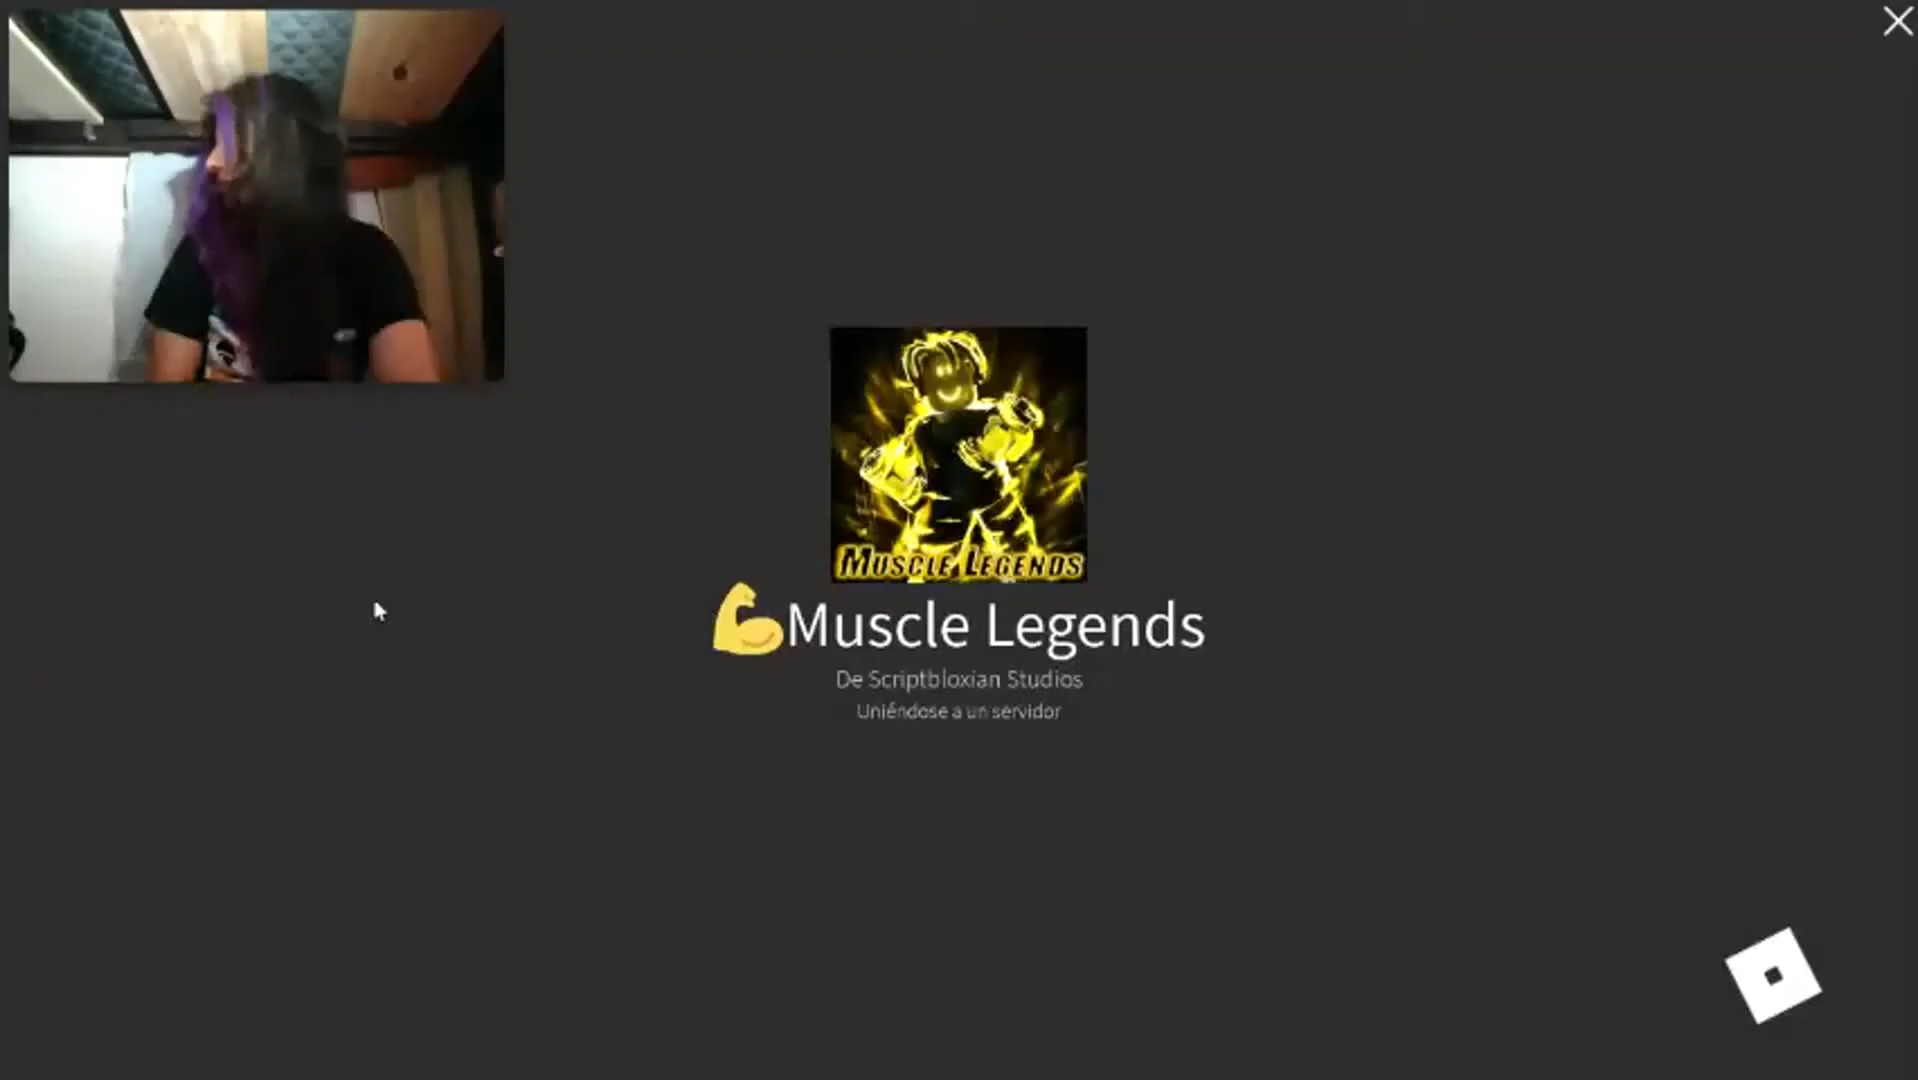 MUSCLE LEGENDS
💪Muscle Legends
De Scriptbloxian Studios
Uniéndose a un servidor